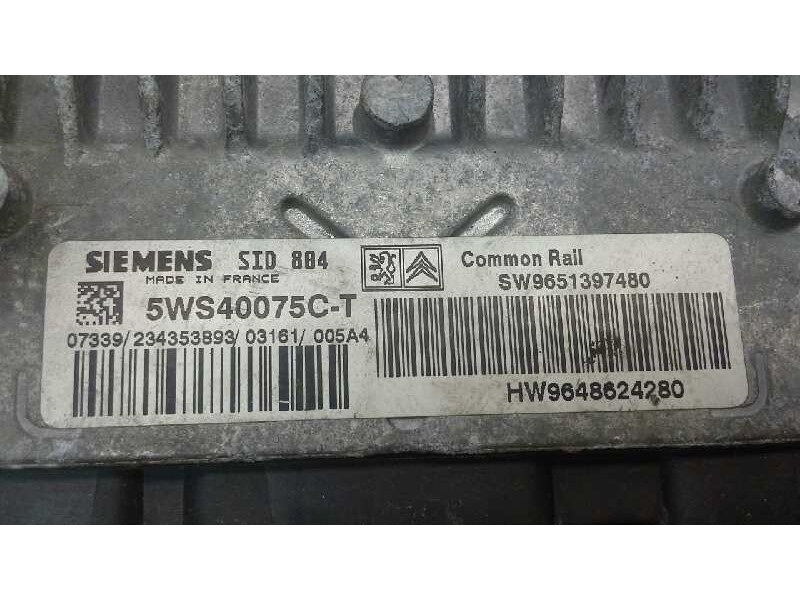 SIEMENS SID 804
MADE IN FRANCE
5WS40075C-T
07339/234353893/03161/005A4
Common Rail
SW9651397480
HW9648624280